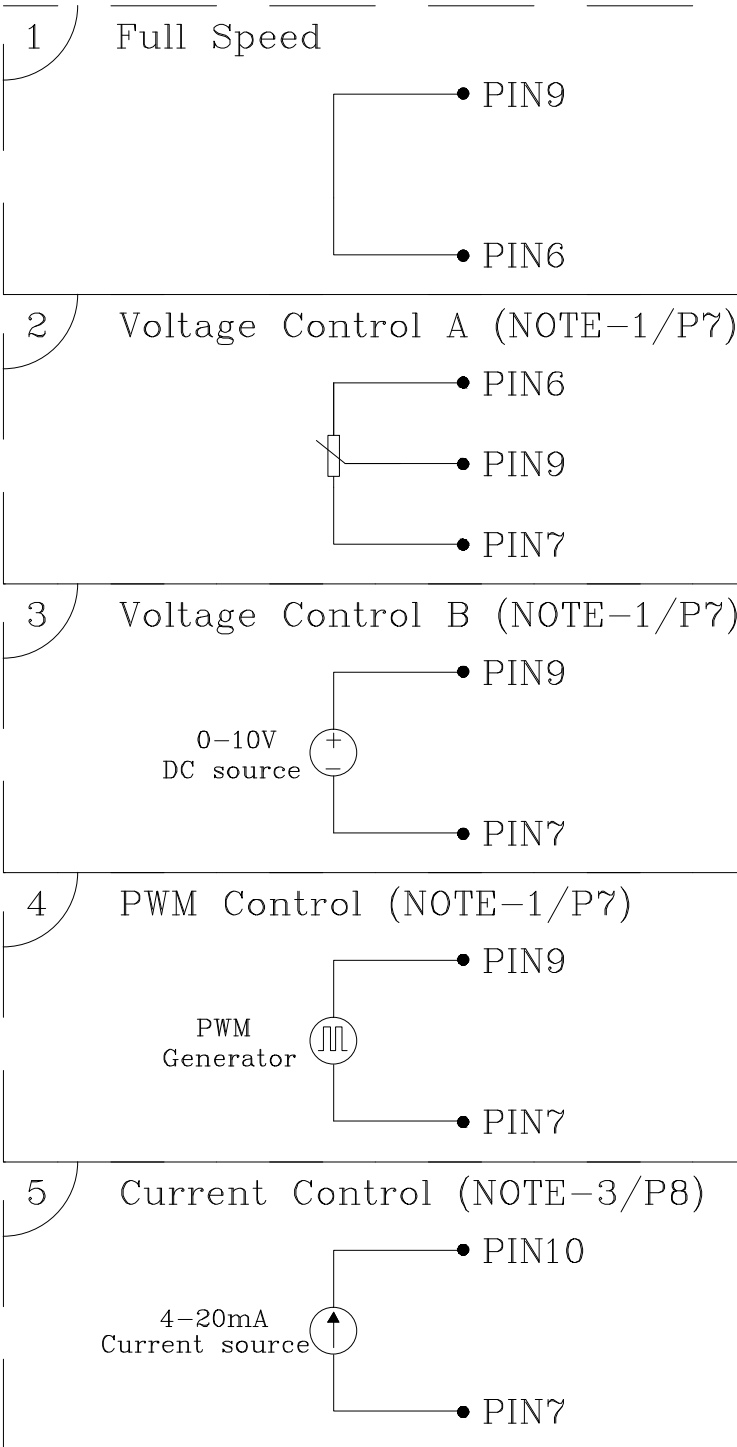 1 Full Speed
PIN9
PIN6
2 Voltage Control A (NOTE-1/P7)
PIN6
PIN9
PIN7
3 Voltage Control B (NOTE-1/P7)
PIN9
0-10V
DC source
PIN7
4 PWM Control (NOTE-1/P7)
PIN9
PWM
Generator
PIN7
5 Current Control (NOTE-3/P8)
PIN10
4-20mA
Current source
PIN7